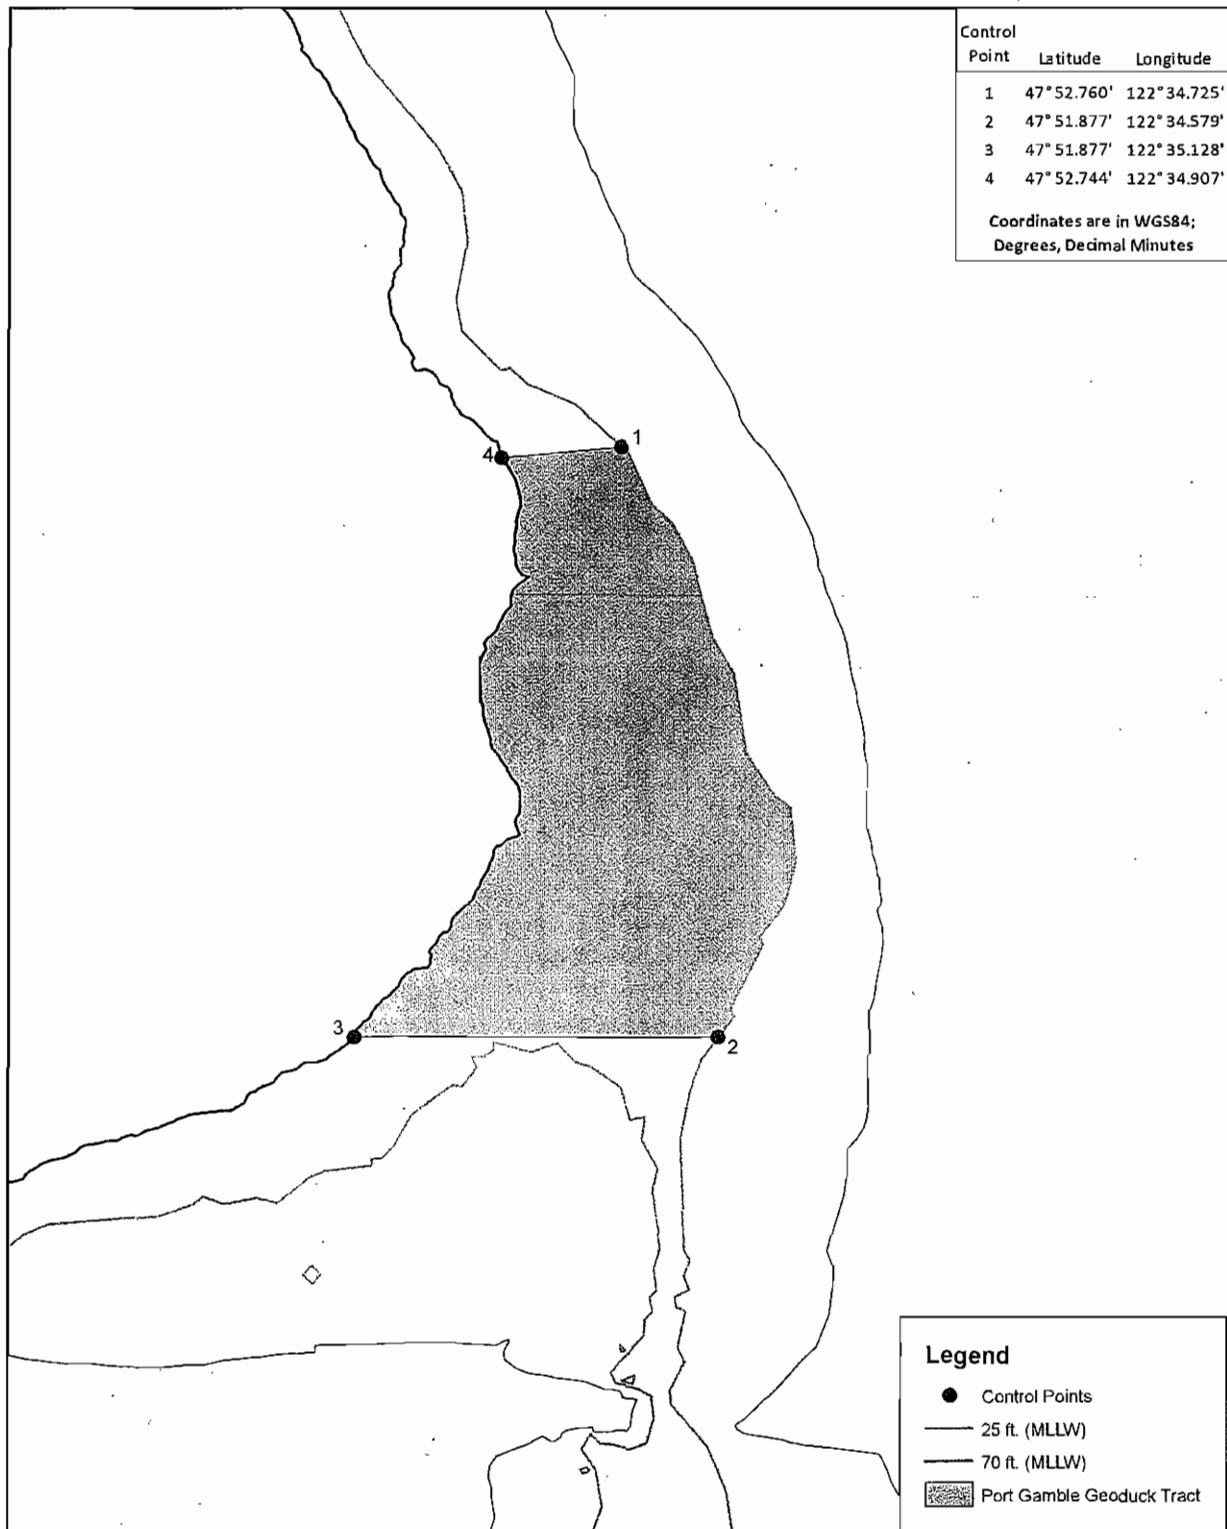 Control
Point Latitude Longitude
1 47° 52.760' 122° 34.725'
2 47° 51.877' 122° 34.579'
3 47° 51.877' 122° 35.128'
4 47° 52.744' 122° 34.907'
Coordinates are in WGS84;
Degrees, Decimal Minutes
1
4
3
2
Legend
Control Points
25 ft. (MLLW)
70 ft. (MLLW)
Port Gamble Geoduck Tract